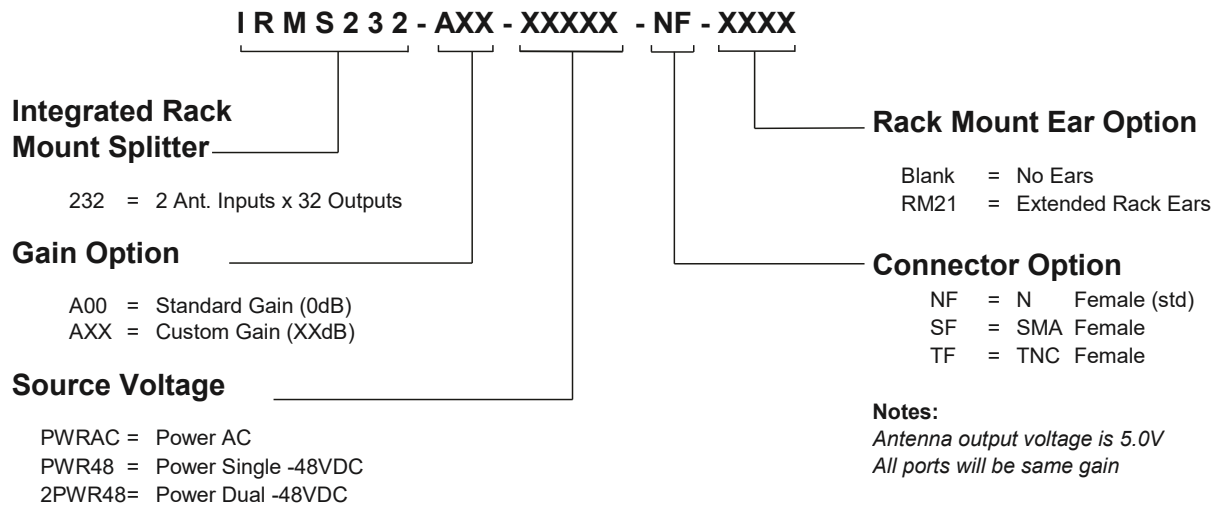 I R M S 2 3 2 - AXX - XXXXX - NF - XXXX
Integrated Rack
Mount Splitter
232 = 2 Ant. Inputs x 32 Outputs
Gain Option
A00 = Standard Gain (0dB)
AXX = Custom Gain (XXdB)
Source Voltage
PWRAC = Power AC
PWR48 = Power Single -48VDC
2PWR48= Power Dual -48VDC
Rack Mount Ear Option
Blank = No Ears
RM21 = Extended Rack Ears
Connector Option
NF = N Female (std)
SF = SMA Female
TF = TNC Female
Notes:
Antenna output voltage is 5.0V
All ports will be same gain